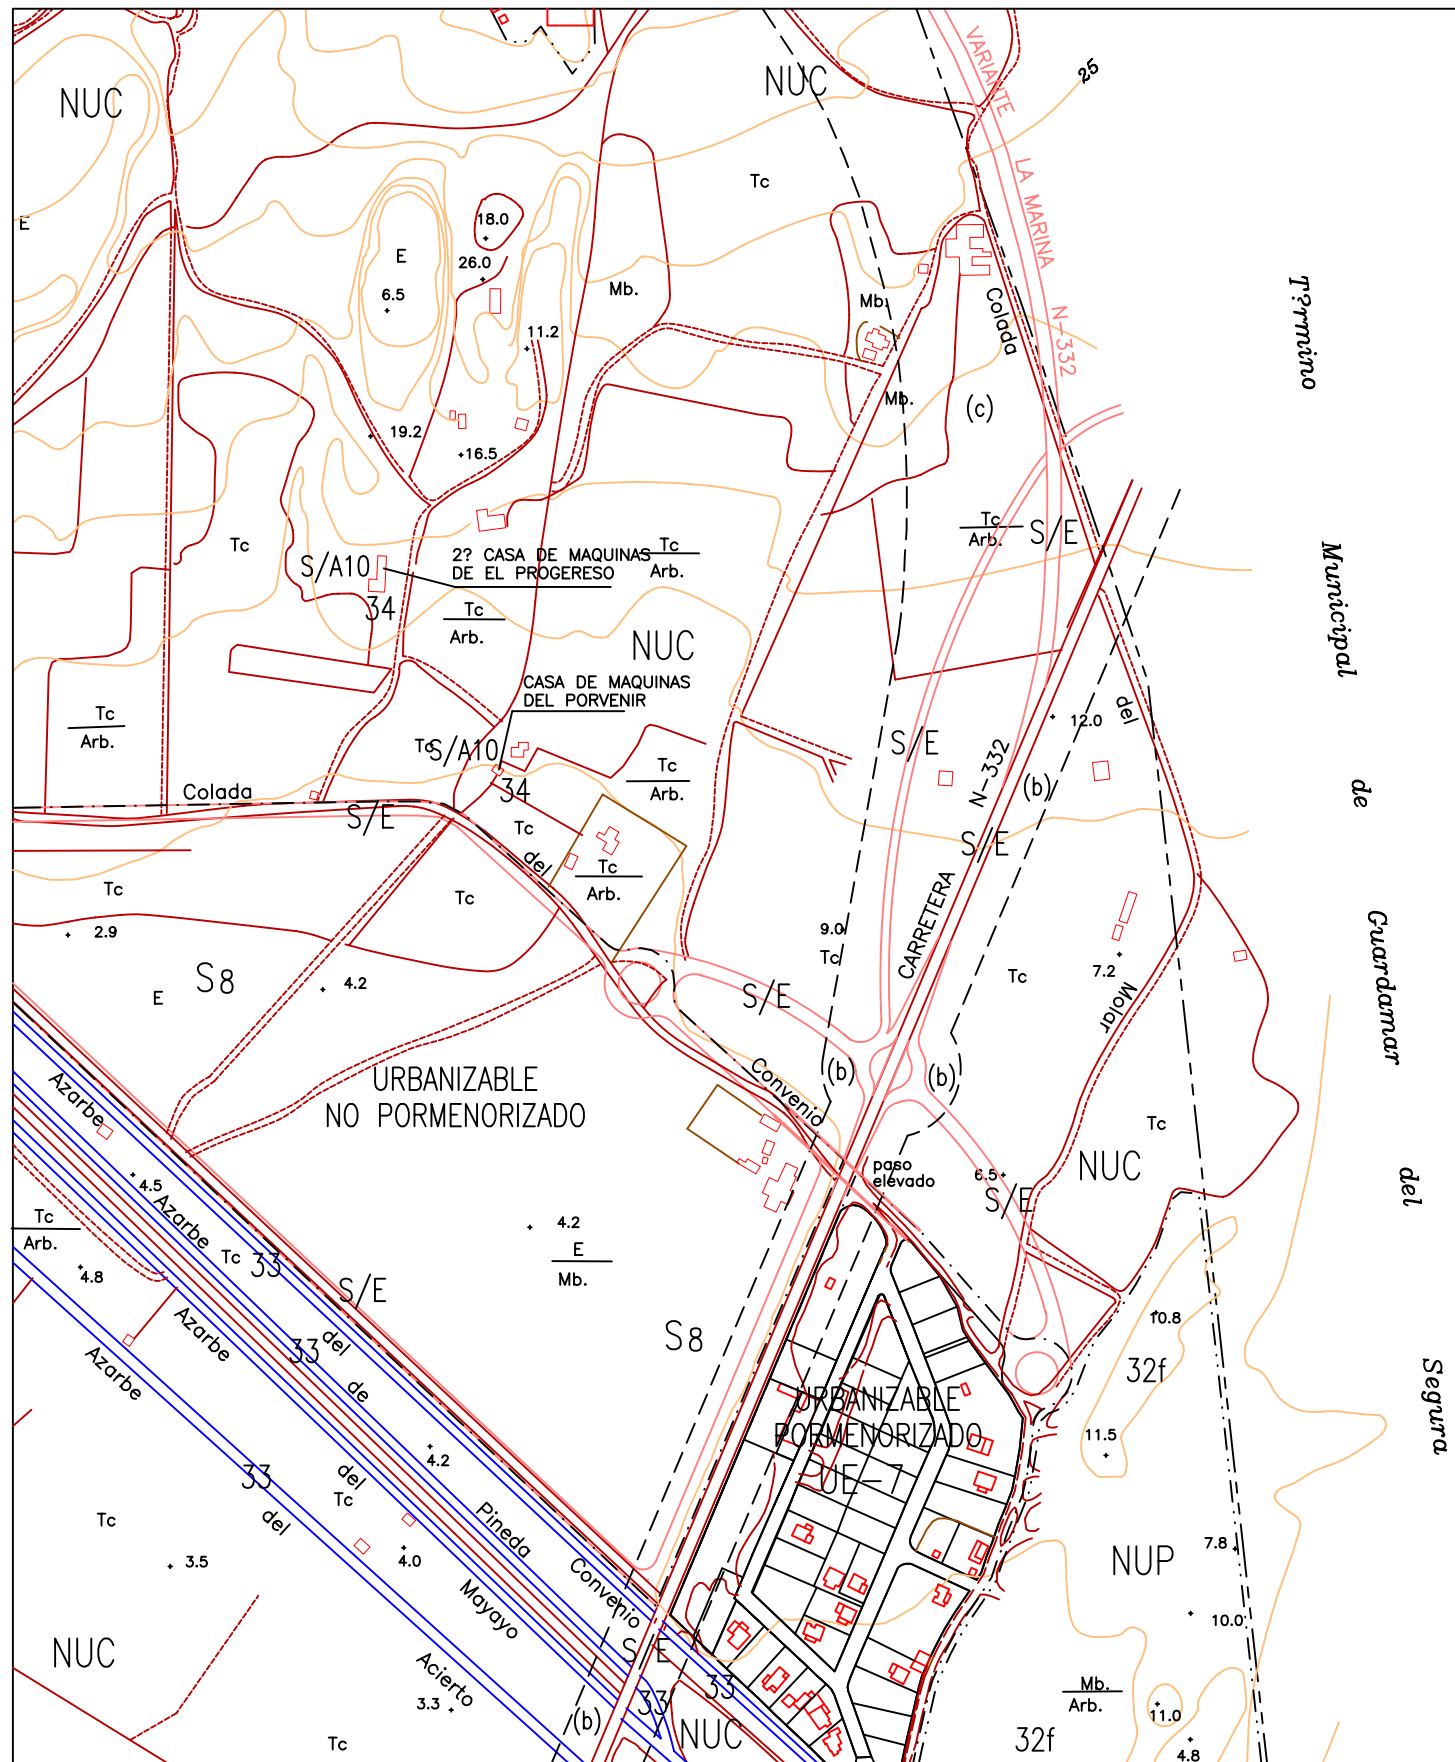 NUC
NUC
VARIANTE
LA MARINA
N-332
25
Tc
E
18.0
26.0
E
6.5
11.2
Mb.
Mb.
Mb.
Colada
(c)
T?rmino
19.2
16.5
Tc
S/A10
34
2? CASA DE MAQUINAS
DE EL PROGERESO
Tc
Arb.
Tc
Arb.
Tc
Arb.
S/E
Municipal
NUC
CASA DE MAQUINAS
DEL PORVENIR
Tc
Arb.
Tc
S/A10
34
Tc
Arb.
S/E
12.0
del
N-332
(b)
de
Colada
S/E
Tc
del
S/E
Tc
Tc
Tc
Arb.
2.9
9.0
Tc
CARRETERA
Tc
7.2
Molar
Guardamar
S8
E
4.2
S/E
URBANIZABLE
NO PORMENORIZADO
Convenio
(b)
(b)
Azarbe
4.5
Tc
NUC
paso
elevado
6.5
S/E
del
Tc
Arb.
Azarbe
Tc
33
4.2
E
Mb.
4.8
S/E
Azarbe
33
del
S8
10.8
32f
Azarbe
de
URBANIZABLE
PORMENORIZADO
UE-7
Segura
11.5
4.2
33
del
Tc
Tc
del
Pineda
3.5
4.0
Convenio
Mayayo
NUP
7.8
10.0
NUC
S/E
Acierto
3.3
33
33
Mb.
Arb.
11.0
(b)
NUC
Tc
32f
4.8